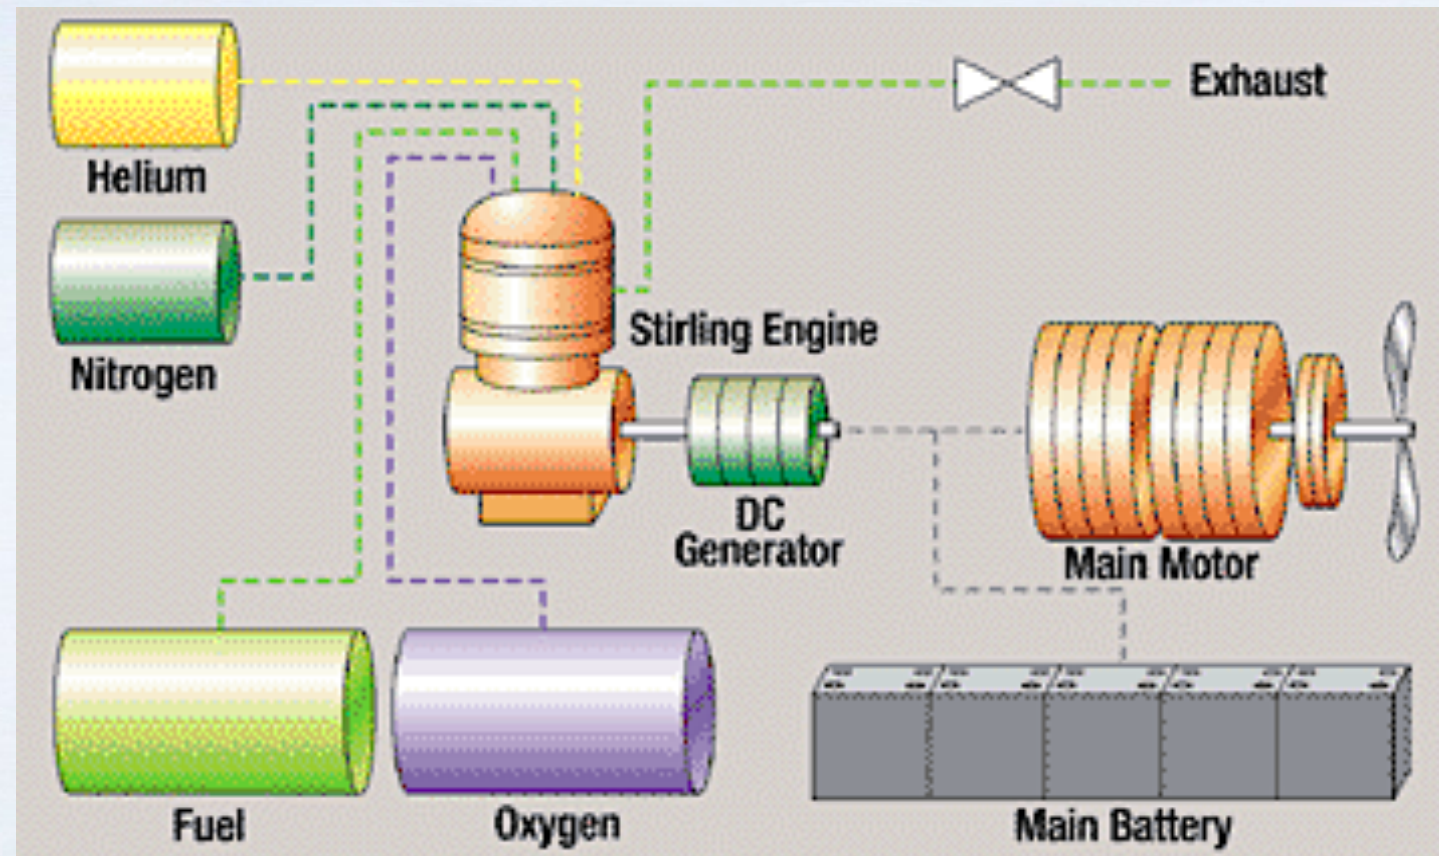 Exhaust
Helium
Stirling Engine
Nitrogen
DC
Generator
Main Motor
Fuel
Oxygen
Main Battery